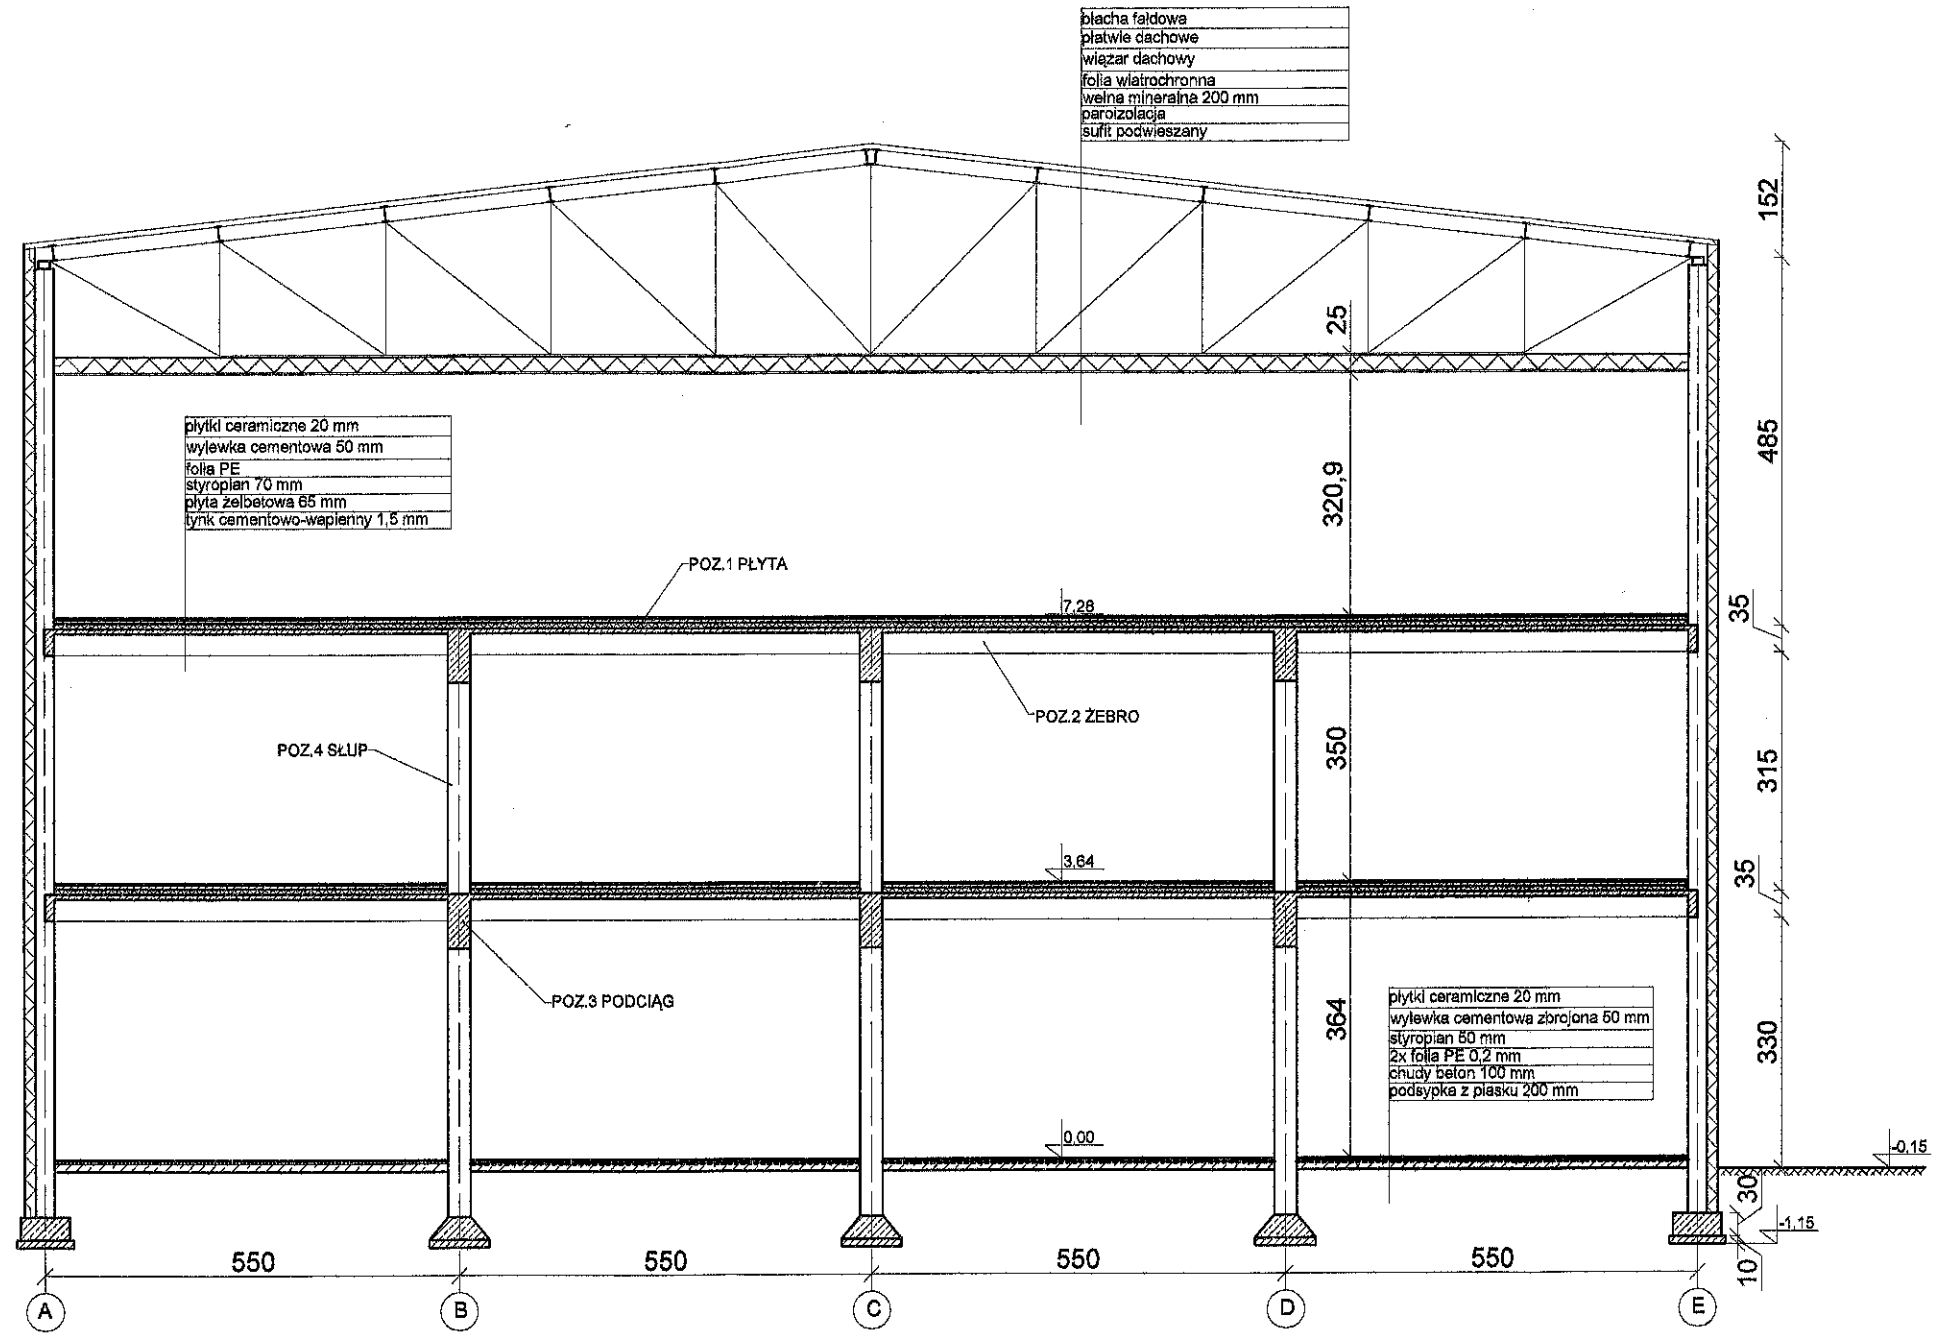 blacha fałdowa
płatwie dachowe
więzar dachowy
folia wiatrochronna
wełna mineralna 200 mm
paroizolacja
sufit podwieszany
152
25
płytki ceramiczne 20 mm
wylewka cementowa 50 mm
folia PE
styropian 70 mm
płyta żelbetowa 65 mm
tynk cementowo-wapienny 1,5 mm
485
320,9
POZ.1 PŁYTA
7,28
35
POZ.2 ŻEBRO
POZ.4 SŁUP
350
315
3,64
35
POZ.3 PODCIĄG
364
330
płytki ceramiczne 20 mm
wylewka cementowa zbrojona 50 mm
styropian 50 mm
2x folia PE 0,2 mm
chudy beton 100 mm
podsypka z piasku 200 mm
0,00
-0,15
30
-1,15
10
550
550
550
550
A
B
C
D
E